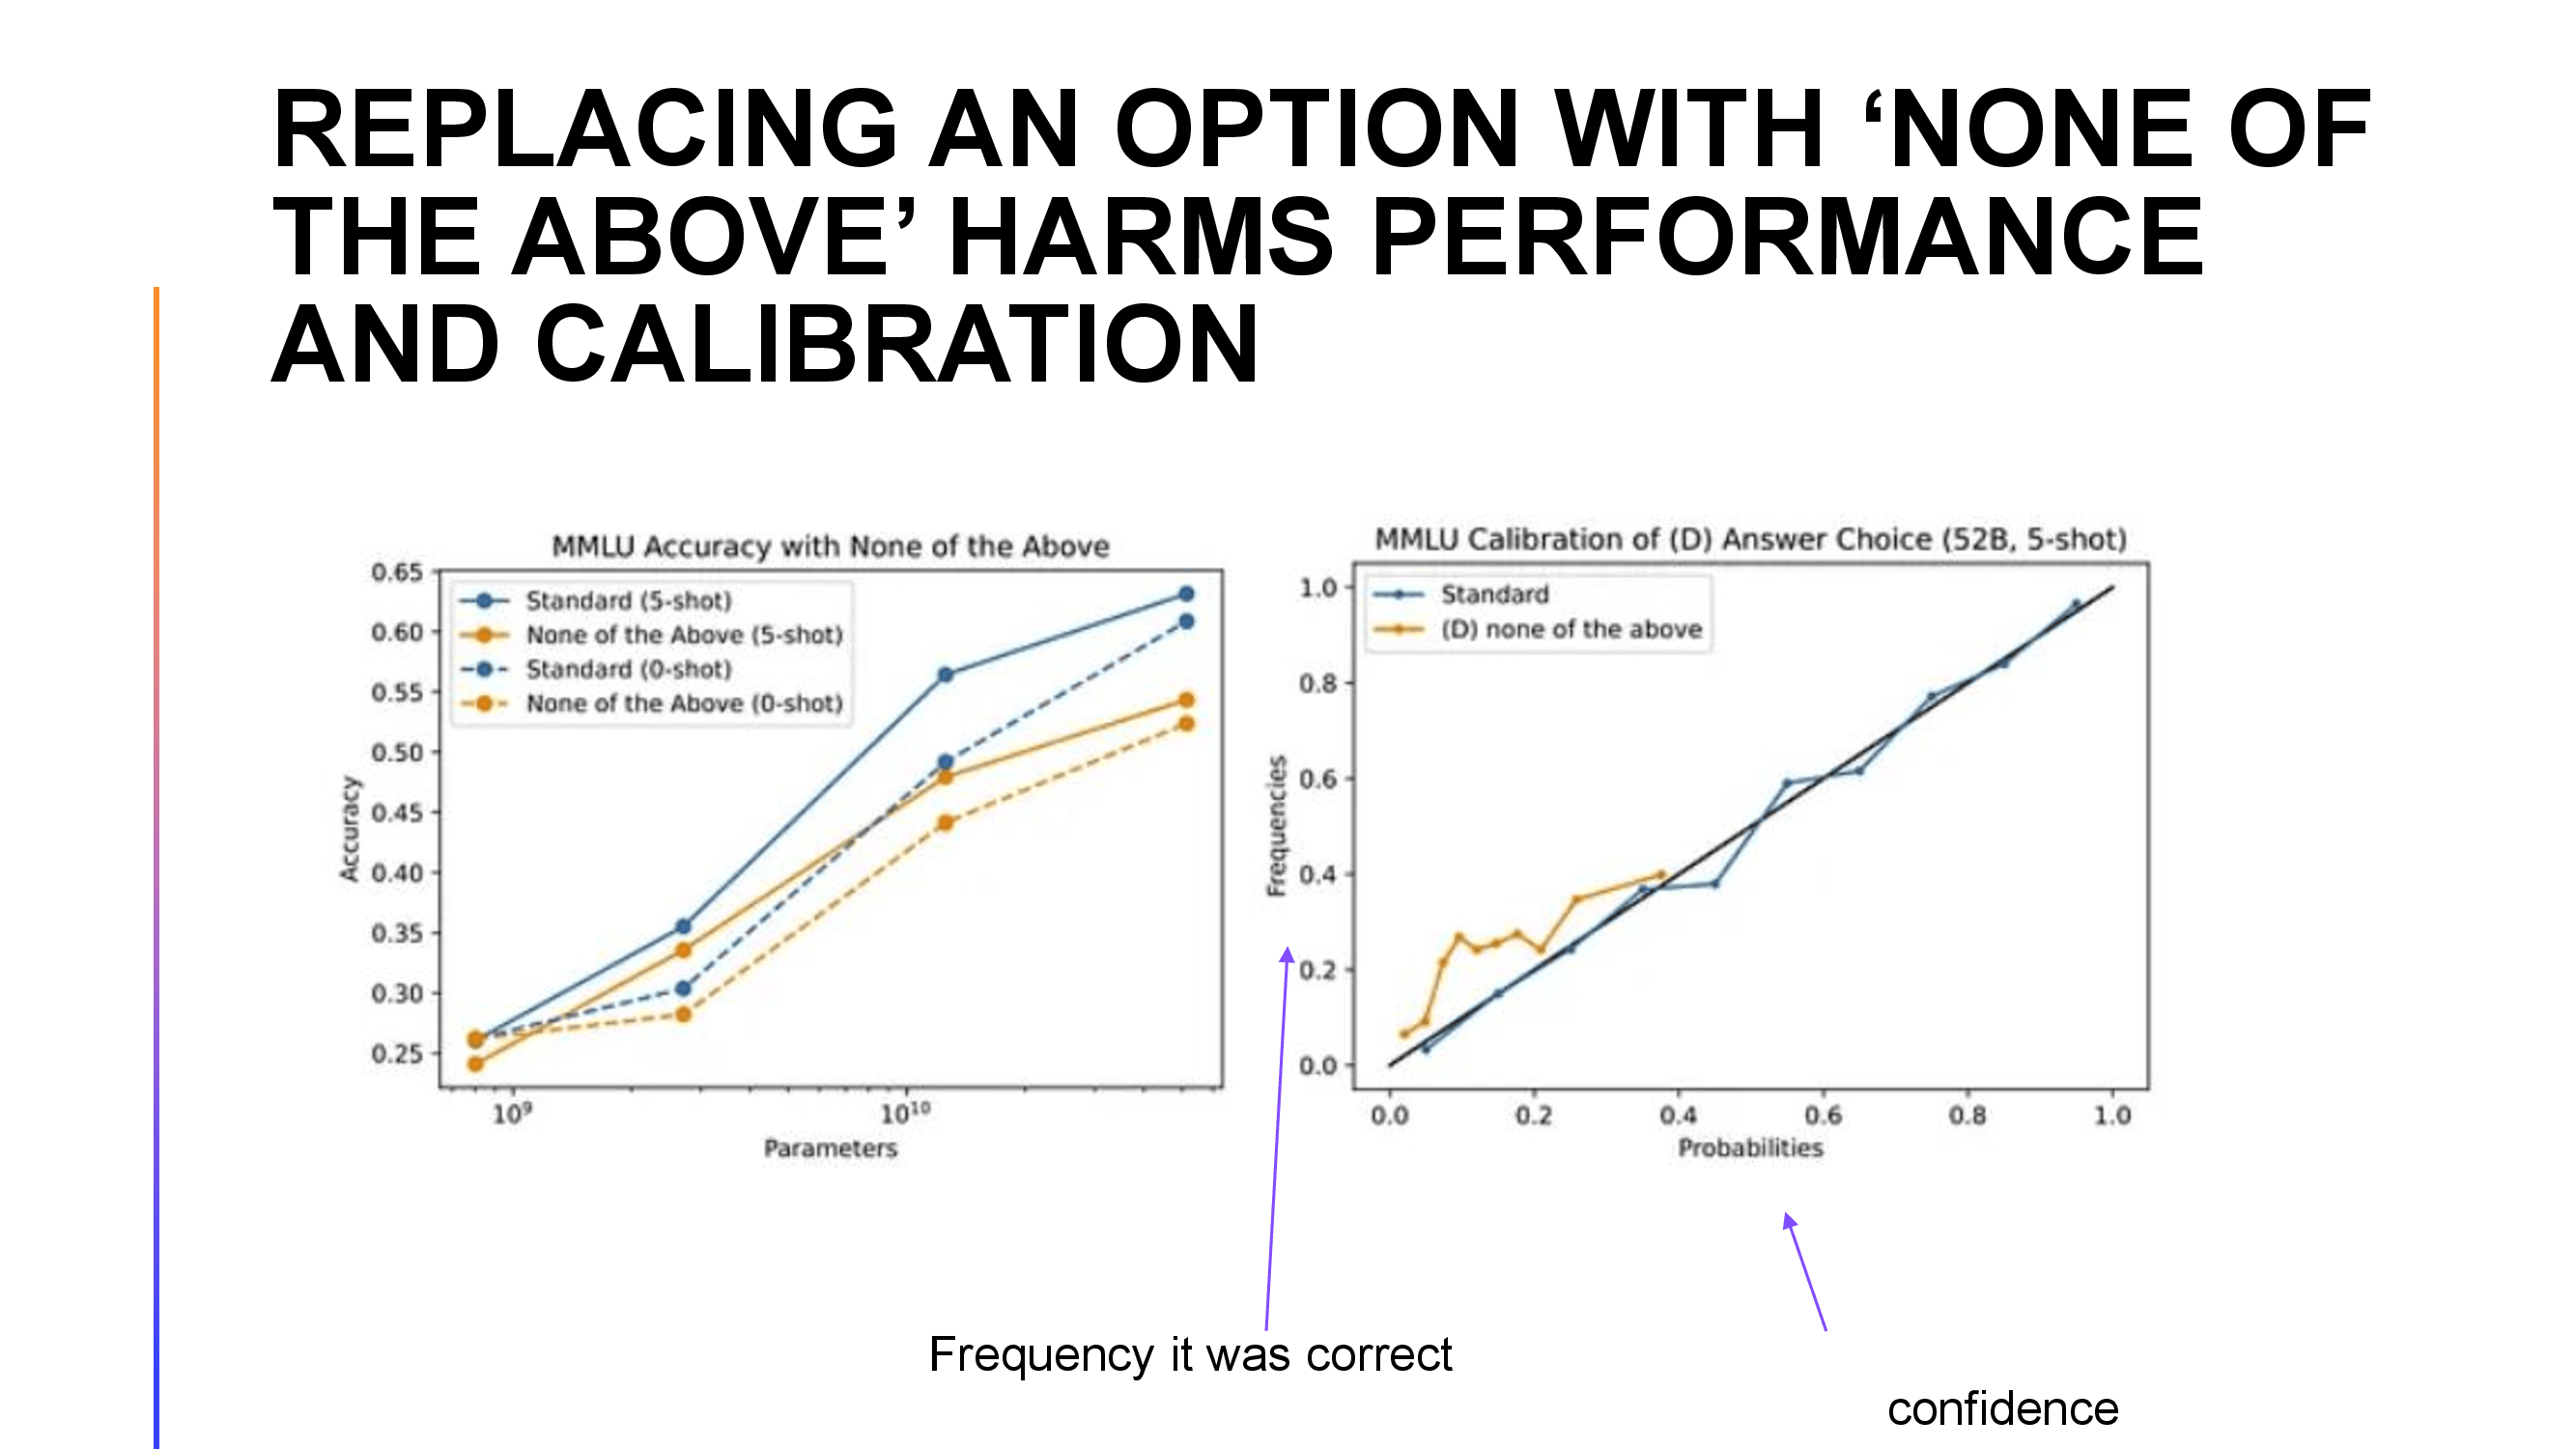 REPLACING AN OPTION WITH ‘NONE OF
THE ABOVE’ HARMS PERFORMANCE
AND CALIBRATION
MMLU Accuracy with None of the Above
Standard (5-shot)
None of the Above (5-shot)
Standard (0-shot)
None of the Above (0-shot)
Accuracy
0.65
0.60
0.55
0.50
0.45
0.40
0.35
0.30
0.25
10⁹
10¹⁰
Parameters
MMLU Calibration of (D) Answer Choice (52B, 5-shot)
Standard
(D) none of the above
Frequencies
1.0
0.8
0.6
0.4
0.2
0.0
0.0 0.2 0.4 0.6 0.8 1.0
Probabilities
Frequency it was correct
confidence